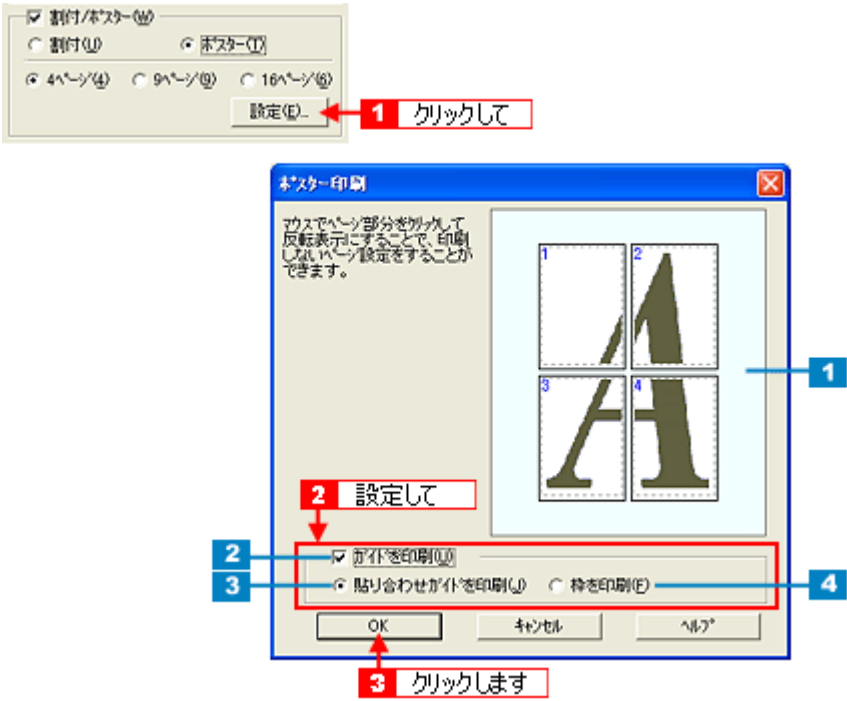 割付/ポスター(W)
割付(U) ポスター(T)
4ページ(4) 9ページ(9) 16ページ(6)
設定(E)...
1 クリックして
ポスター印刷
マウスでページ部分をクリックして
反転表示にすることで、印刷
しないページ設定をすることが
できます。
1 2
3 4
1
2 設定して
2
ガイドを印刷(U)
3
貼り合わせガイドを印刷(J) 枠を印刷(F)
4
OK キャンセル ヘルプ
3 クリックします